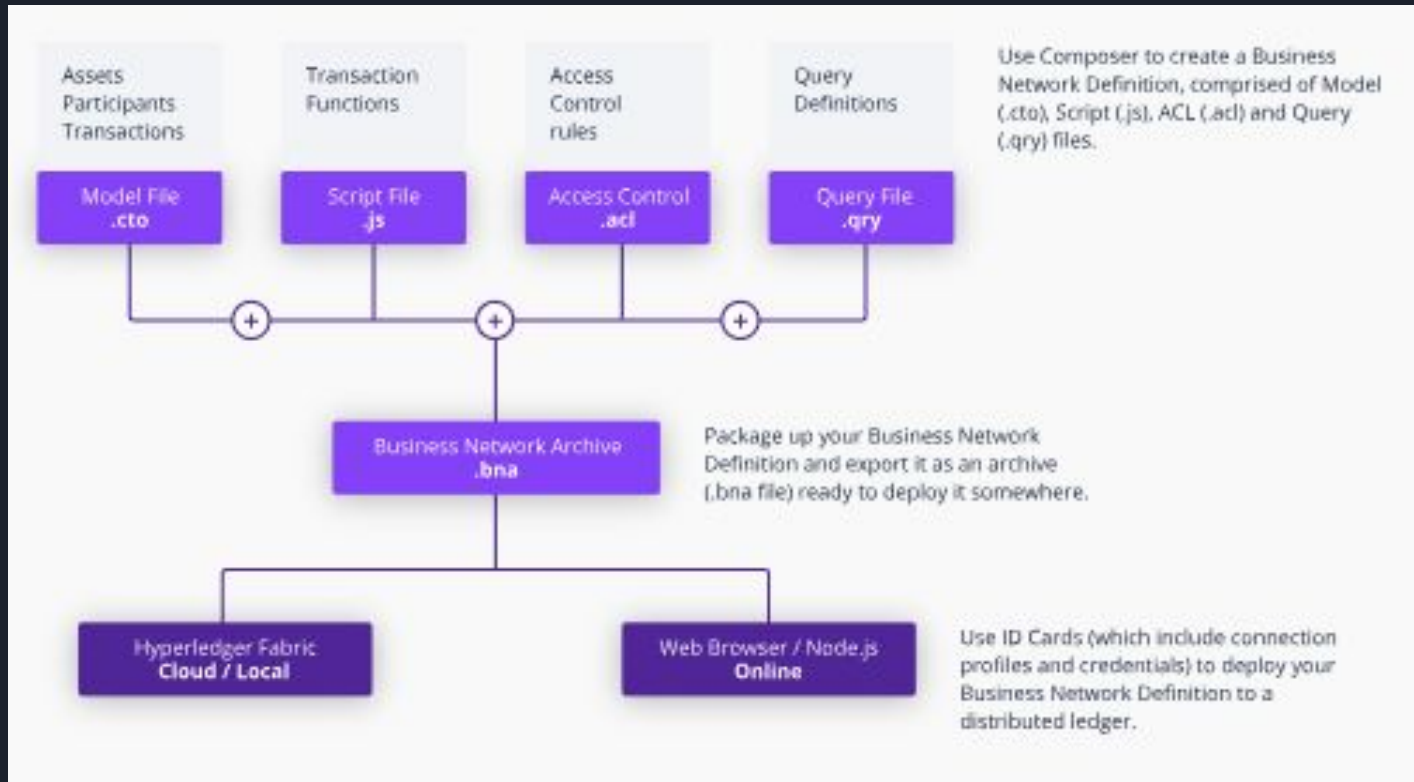 Assets
Participants
Transactions
Model File
.cto
Transaction
Functions
Script File
.js
Access
Control
rules
Access Control
.acl
Query
Definitions
Query File
.qry
Use Composer to create a Business
Network Definition, comprised of Model
(.cto), Script (.js), ACL (.acl) and Query
(.qry) files.
+
+
+
Business Network Archive
.bna
Package up your Business Network
Definition and export it as an archive
(.bna file) ready to deploy it somewhere.
Hyperledger Fabric
Cloud / Local
Web Browser / Node.js
Online
Use ID Cards (which include connection
profiles and credentials) to deploy your
Business Network Definition to a
distributed ledger.